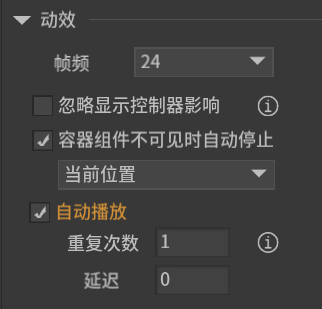 动效
帧频 24
忽略显示控制器影响
容器组件不可见时自动停止
当前位置
自动播放
重复次数 1
延迟 0